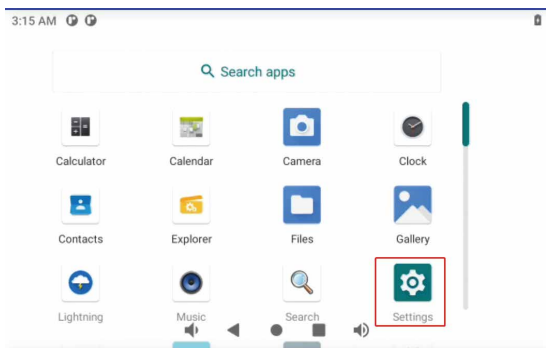 3:15 AM
Search apps
Calculator Calendar Camera Clock
Contacts Explorer Files Gallery
Lightning Music Search Settings